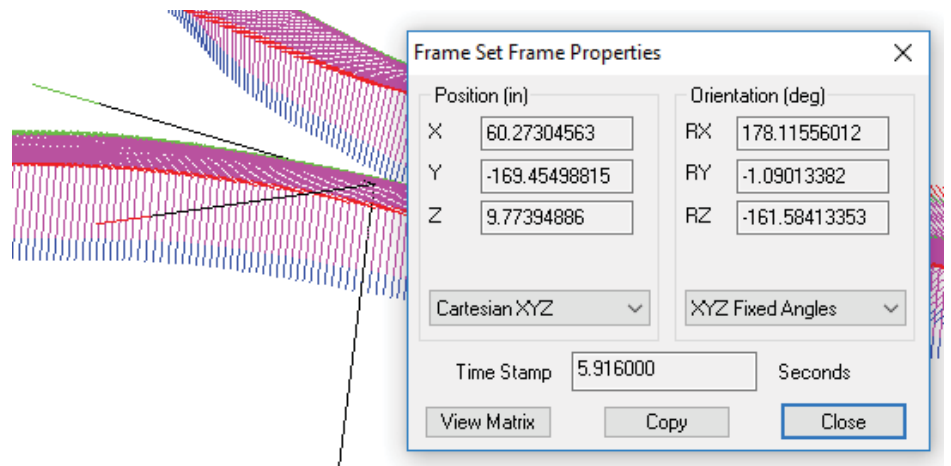 Frame Set Frame Properties
Position (in)
X 60.27304563
Y -169.45498815
Z 9.77394886
Cartesian XYZ
Orientation (deg)
RX 178.11556012
RY -1.09013382
RZ -161.58413353
XYZ Fixed Angles
Time Stamp 5.916000 Seconds
View Matrix Copy Close